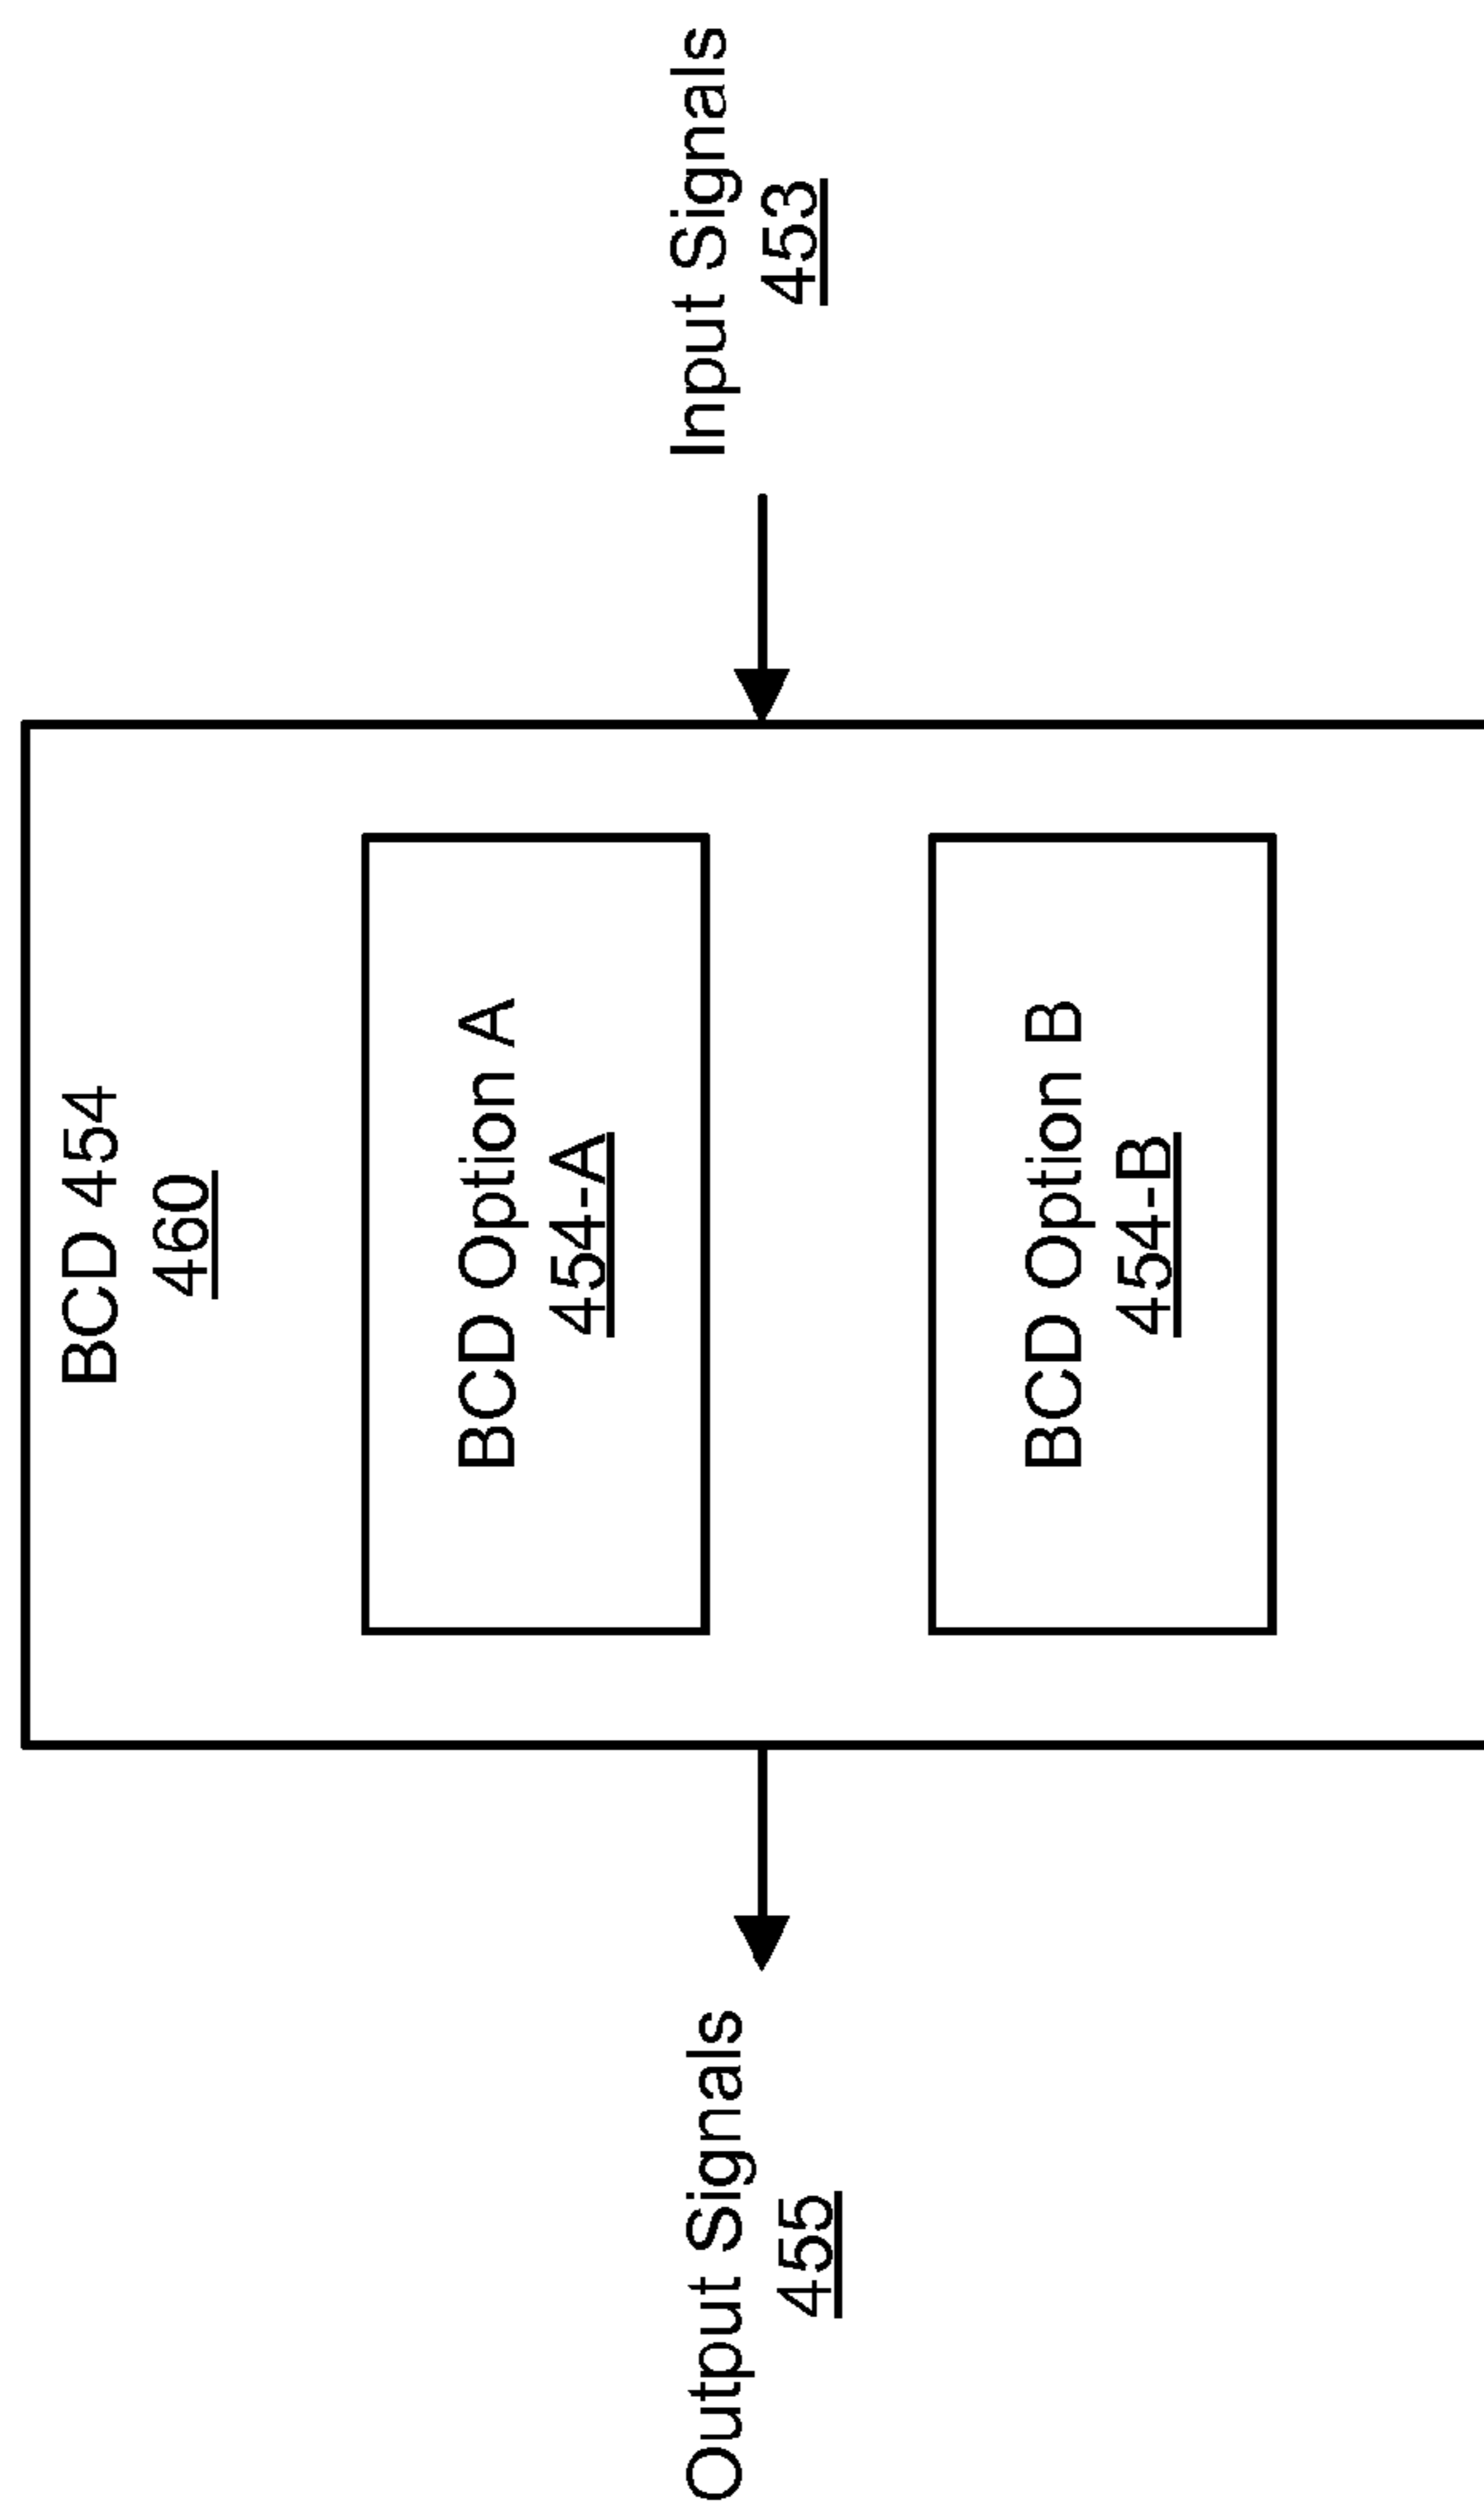 BCD 454
460
Output Signals
455
BCD Option A
454-A
Input Signals
453
BCD Option B
454-B